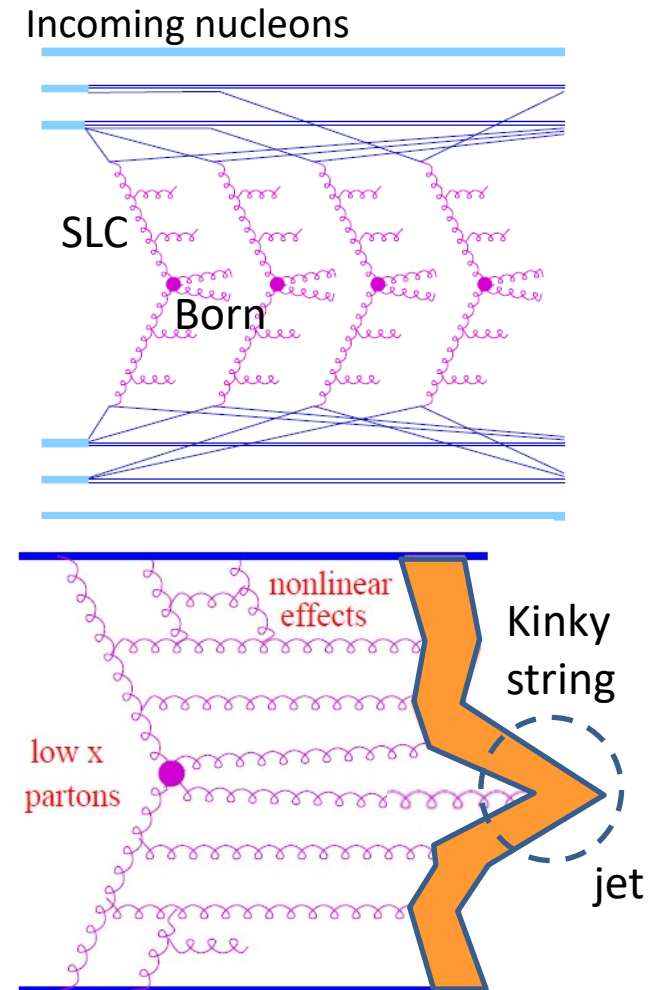 Incoming nucleons
SLC
Born
nonlinear
effects
Kinky
string
low x
partons
jet